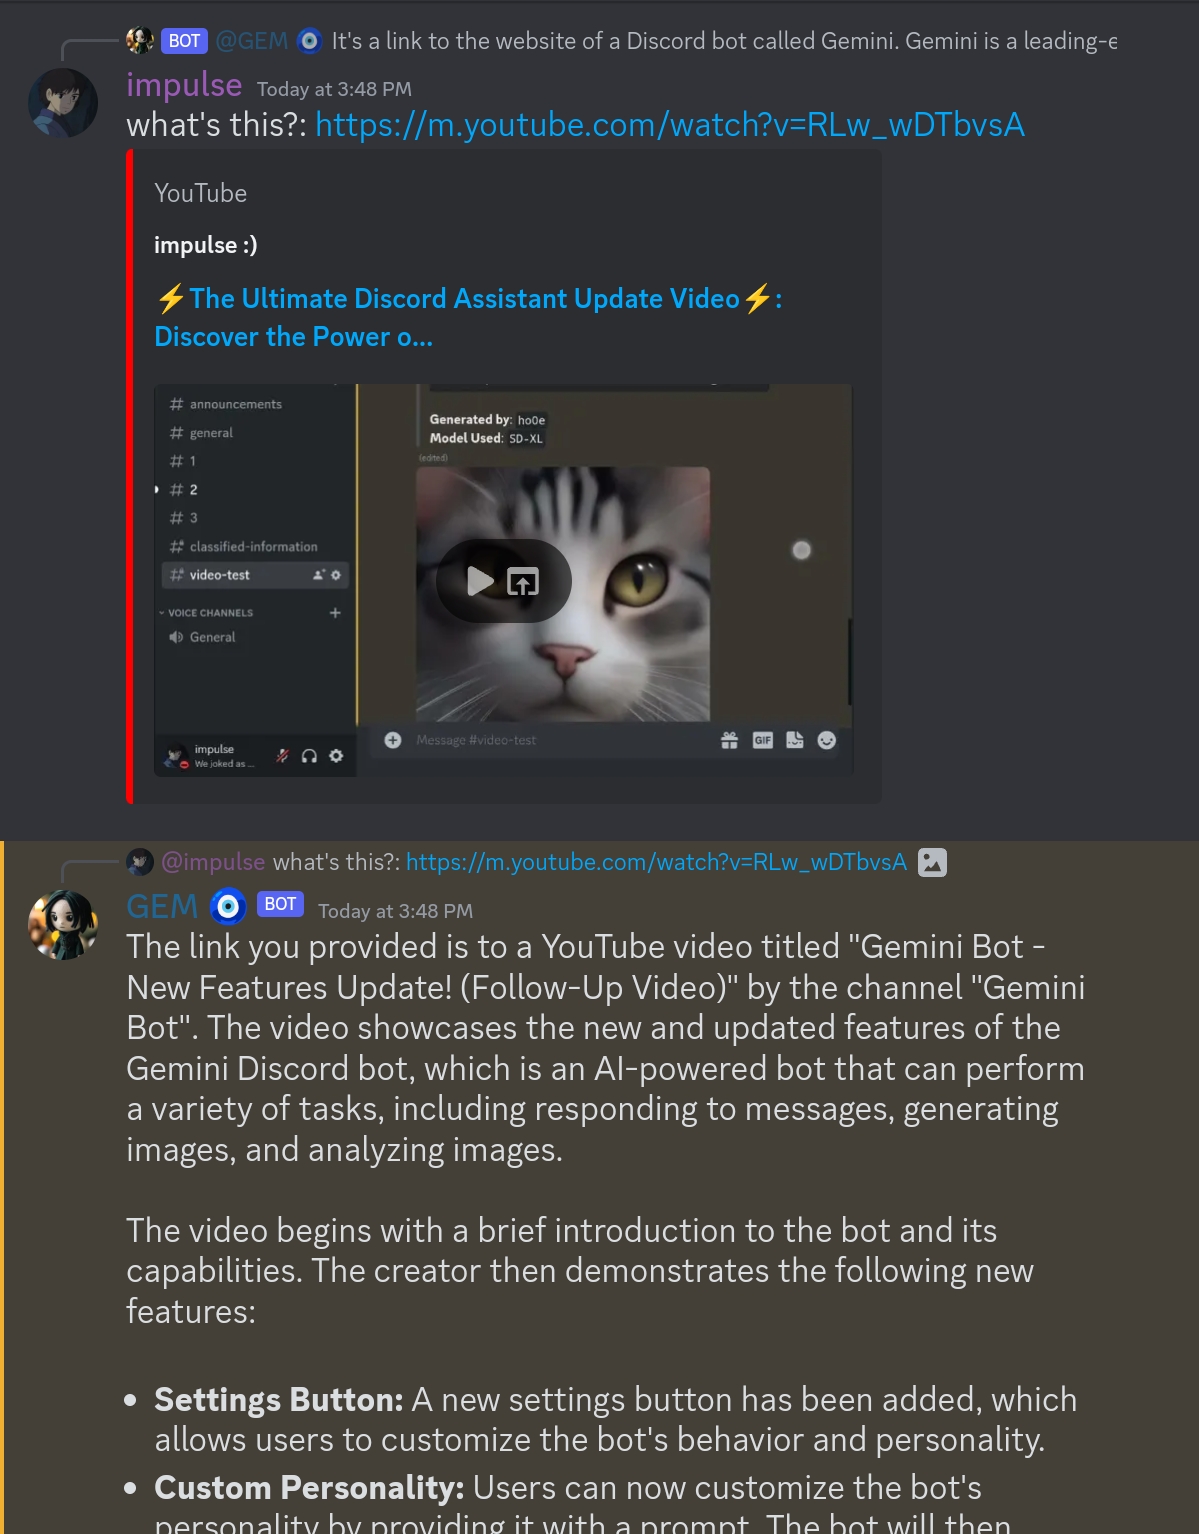 BOT @GEM It's a link to the website of a Discord bot called Gemini. Gemini is a leading-e
impulse Today at 3:48 PM
what's this?: https://m.youtube.com/watch?v=RLw_wDTbvsA
YouTube
impulse :)
⚡The Ultimate Discord Assistant Update Video⚡:
Discover the Power o...
# announcements
# general
# 1
# 2
# 3
# classified-information
# video-test
VOICE CHANNELS +
General
impulse
We joked as ...
Generated by: ho0e
Model Used: SD-XL
(edited)
Message #video-test
GIF
@impulse what's this?: https://m.youtube.com/watch?v=RLw_wDTbvsA
GEM BOT Today at 3:48 PM
The link you provided is to a YouTube video titled "Gemini Bot -
New Features Update! (Follow-Up Video)" by the channel "Gemini
Bot". The video showcases the new and updated features of the
Gemini Discord bot, which is an AI-powered bot that can perform
a variety of tasks, including responding to messages, generating
images, and analyzing images.
The video begins with a brief introduction to the bot and its
capabilities. The creator then demonstrates the following new
features:
• Settings Button: A new settings button has been added, which
allows users to customize the bot's behavior and personality.
• Custom Personality: Users can now customize the bot's
personality by providing it with a prompt. The bot will then